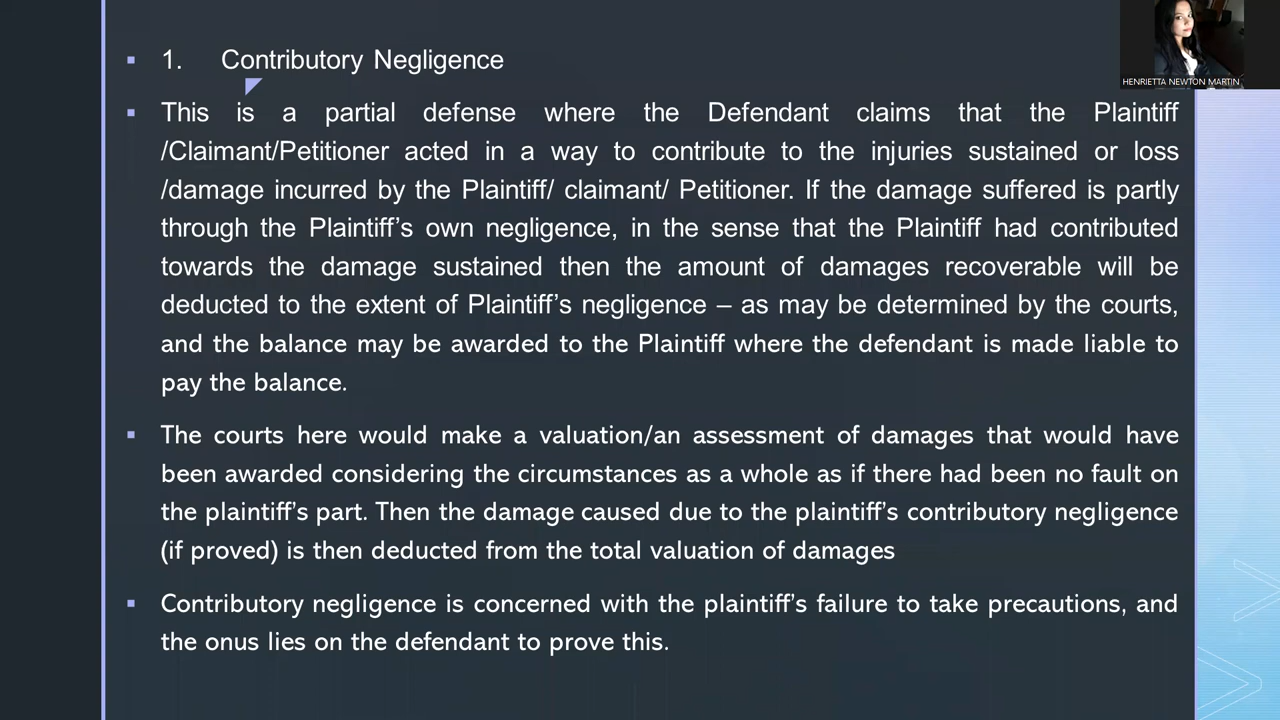 1. Contributory Negligence
HENRIETTA NEWTON MARTIN
This is a partial defense where the Defendant claims that the Plaintiff
/Claimant/Petitioner acted in a way to contribute to the injuries sustained or loss
/damage incurred by the Plaintiff/ claimant/ Petitioner. If the damage suffered is partly
through the Plaintiff’s own negligence, in the sense that the Plaintiff had contributed
towards the damage sustained then the amount of damages recoverable will be
deducted to the extent of Plaintiff’s negligence – as may be determined by the courts,
and the balance may be awarded to the Plaintiff where the defendant is made liable to
pay the balance.
The courts here would make a valuation/an assessment of damages that would have
been awarded considering the circumstances as a whole as if there had been no fault on
the plaintiff’s part. Then the damage caused due to the plaintiff’s contributory negligence
(if proved) is then deducted from the total valuation of damages
Contributory negligence is concerned with the plaintiff’s failure to take precautions, and
the onus lies on the defendant to prove this.